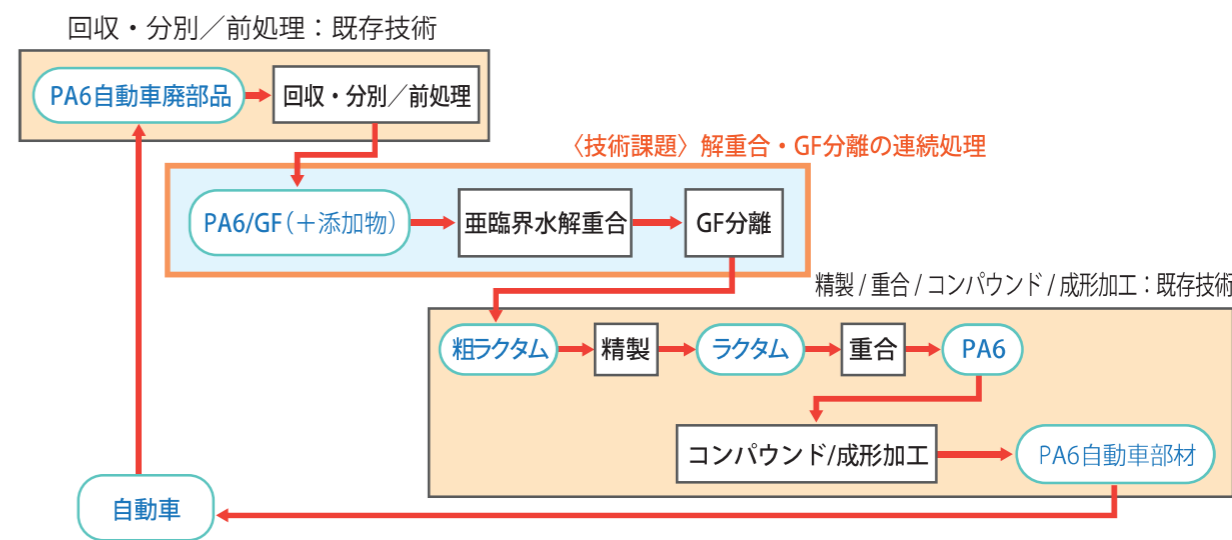 回収・分別／前処理：既存技術
PA6自動車廃部品
回収・分別／前処理
〈技術課題〉解重合・GF分離の連続処理
PA6/GF（＋添加物）
亜臨界水解重合
GF分離
精製 / 重合 / コンパウンド / 成形加工：既存技術
粗ラクタム
精製
ラクタム
重合
PA6
コンパウンド/成形加工
PA6自動車部材
自動車